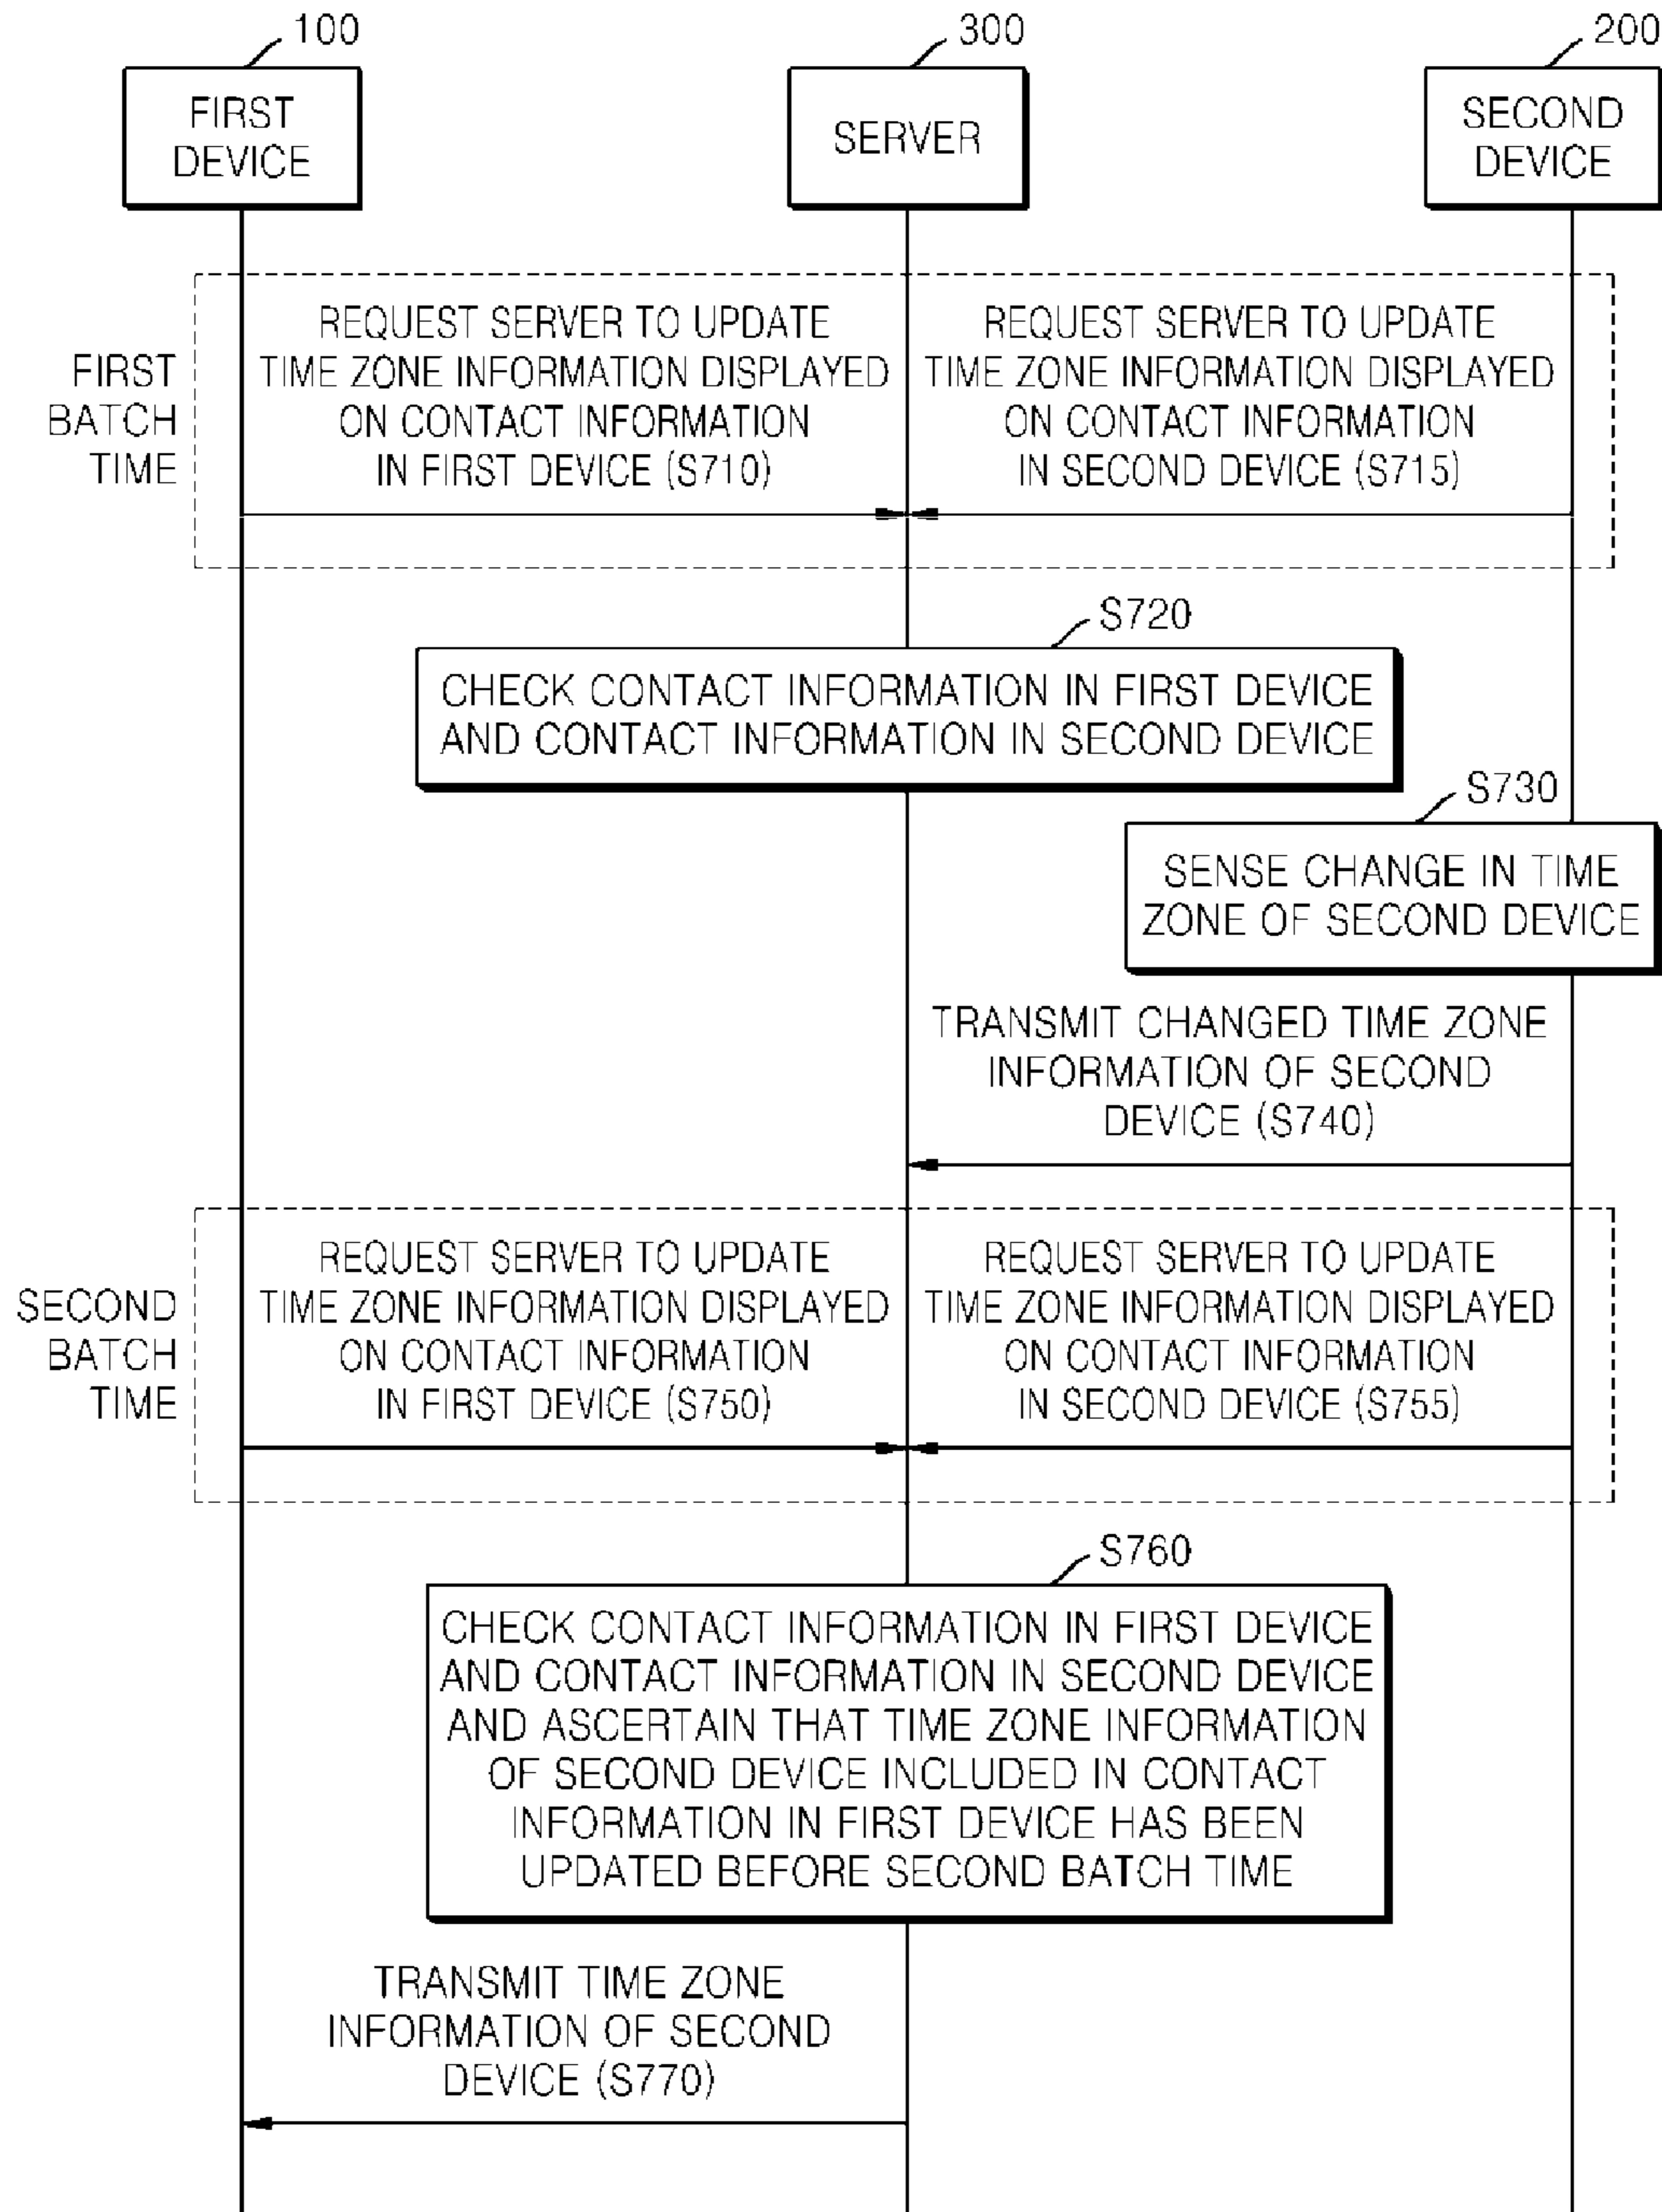 100
300
200
FIRST
DEVICE
SERVER
SECOND
DEVICE
FIRST
BATCH
TIME
REQUEST SERVER TO UPDATE
TIME ZONE INFORMATION DISPLAYED
ON CONTACT INFORMATION
IN FIRST DEVICE (S710)
REQUEST SERVER TO UPDATE
TIME ZONE INFORMATION DISPLAYED
ON CONTACT INFORMATION
IN SECOND DEVICE (S715)
S720
CHECK CONTACT INFORMATION IN FIRST DEVICE
AND CONTACT INFORMATION IN SECOND DEVICE
S730
SENSE CHANGE IN TIME
ZONE OF SECOND DEVICE
TRANSMIT CHANGED TIME ZONE
INFORMATION OF SECOND
DEVICE (S740)
SECOND
BATCH
TIME
REQUEST SERVER TO UPDATE
TIME ZONE INFORMATION DISPLAYED
ON CONTACT INFORMATION
IN FIRST DEVICE (S750)
REQUEST SERVER TO UPDATE
TIME ZONE INFORMATION DISPLAYED
ON CONTACT INFORMATION
IN SECOND DEVICE (S755)
S760
CHECK CONTACT INFORMATION IN FIRST DEVICE
AND CONTACT INFORMATION IN SECOND DEVICE
AND ASCERTAIN THAT TIME ZONE INFORMATION
OF SECOND DEVICE INCLUDED IN CONTACT
INFORMATION IN FIRST DEVICE HAS BEEN
UPDATED BEFORE SECOND BATCH TIME
TRANSMIT TIME ZONE
INFORMATION OF SECOND
DEVICE (S770)